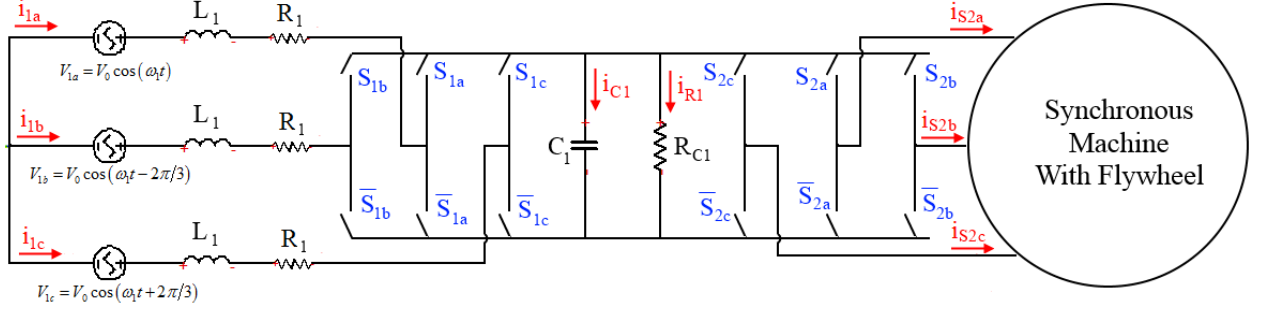 i1a
L1
R1
V1a = V0 cos(ω1t)
i1b
L1
R1
V1b = V0 cos(ω1t − 2π/3)
i1c
L1
R1
V1c = V0 cos(ω1t + 2π/3)
S1b
S1a
S1c
S̅1b
S̅1a
S̅1c
iC1
C1
iR1
RC1
S2c
S2a
S2b
S̅2c
S̅2a
S̅2b
iS2a
iS2b
iS2c
Synchronous
Machine
With Flywheel